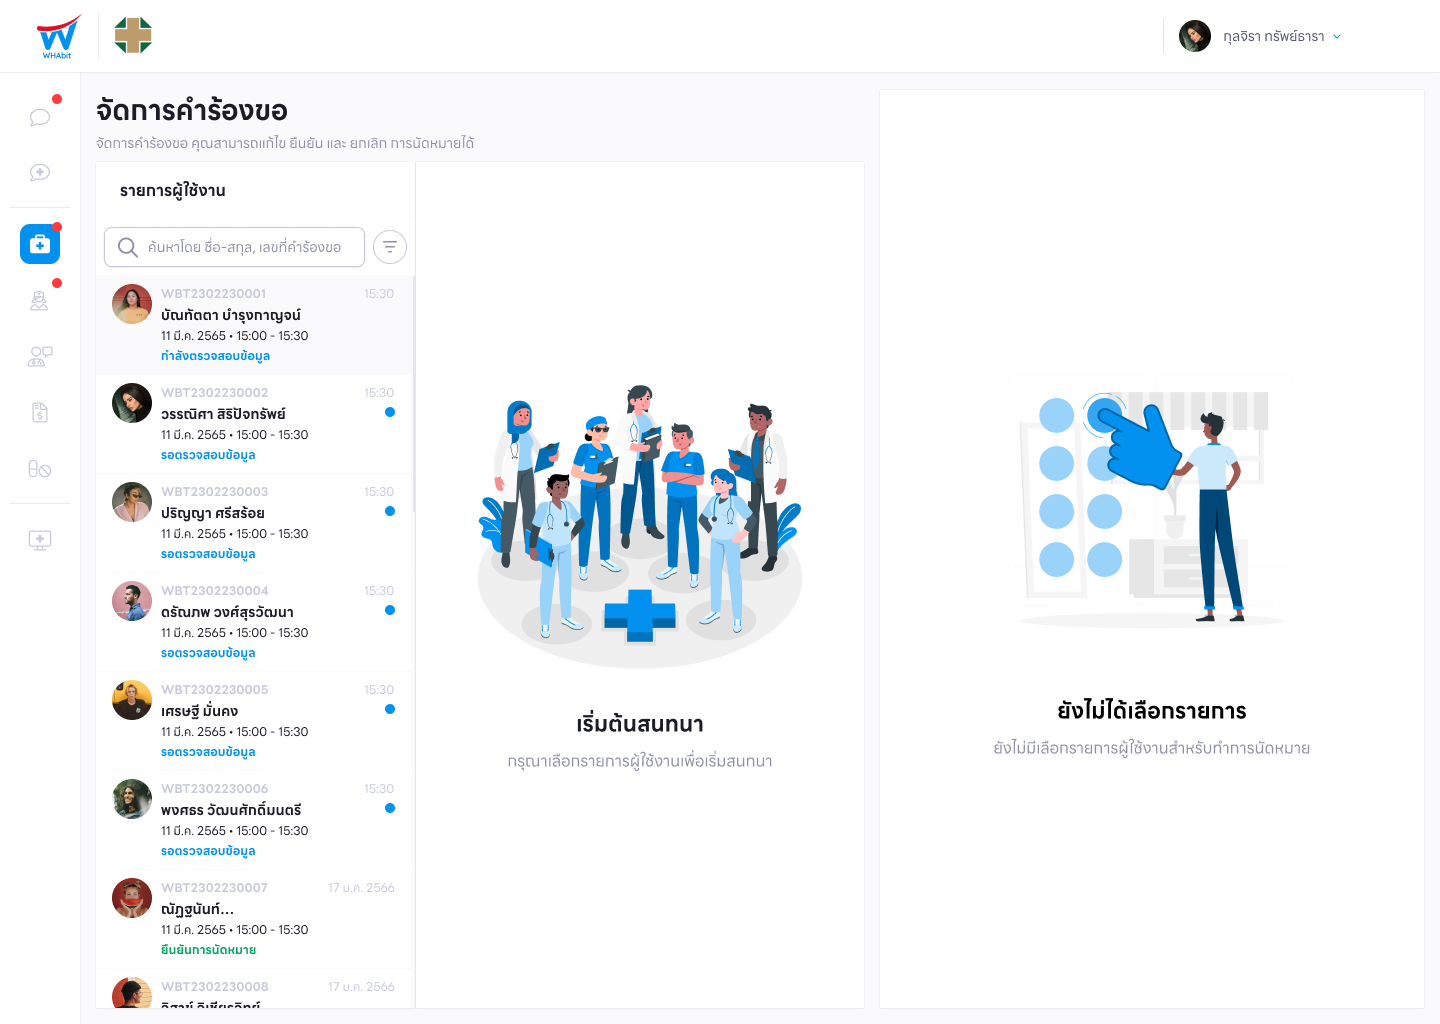 WHAbit
กุลจิรา ทรัพย์ธารา
จัดการคำร้องขอ
จัดการคำร้องขอ คุณสามารถแก้ไข ยืนยัน และ ยกเลิก การนัดหมายได้
รายการผู้ใช้งาน
ค้นหาโดย ชื่อ-สกุล, เลขที่คำร้องขอ
WBT2302230001 15:30
บัณฑัตตา บำรุงกาญจน์
11 มี.ค. 2565 • 15:00 - 15:30
กำลังตรวจสอบข้อมูล
WBT2302230002 15:30
วรรณิศา สิริปัจทรัพย์
11 มี.ค. 2565 • 15:00 - 15:30
รอตรวจสอบข้อมูล
WBT2302230003 15:30
ปริญญา ศรีสร้อย
11 มี.ค. 2565 • 15:00 - 15:30
รอตรวจสอบข้อมูล
WBT2302230004 15:30
ดรัณภพ วงศ์สุรวัฒนา
11 มี.ค. 2565 • 15:00 - 15:30
รอตรวจสอบข้อมูล
WBT2302230005 15:30
เศรษฐี มั่นคง
11 มี.ค. 2565 • 15:00 - 15:30
รอตรวจสอบข้อมูล
WBT2302230006 15:30
พงศธร วัฒนศักดิ์มนตรี
11 มี.ค. 2565 • 15:00 - 15:30
รอตรวจสอบข้อมูล
WBT2302230007 17 ม.ค. 2566
ณัฏฐนันท์...
11 มี.ค. 2565 • 15:00 - 15:30
ยืนยันการนัดหมาย
WBT2302230008 17 ม.ค. 2566
เริ่มต้นสนทนา
กรุณาเลือกรายการผู้ใช้งานเพื่อเริ่มสนทนา
ยังไม่ได้เลือกรายการ
ยังไม่มีเลือกรายการผู้ใช้งานสำหรับทำการนัดหมาย